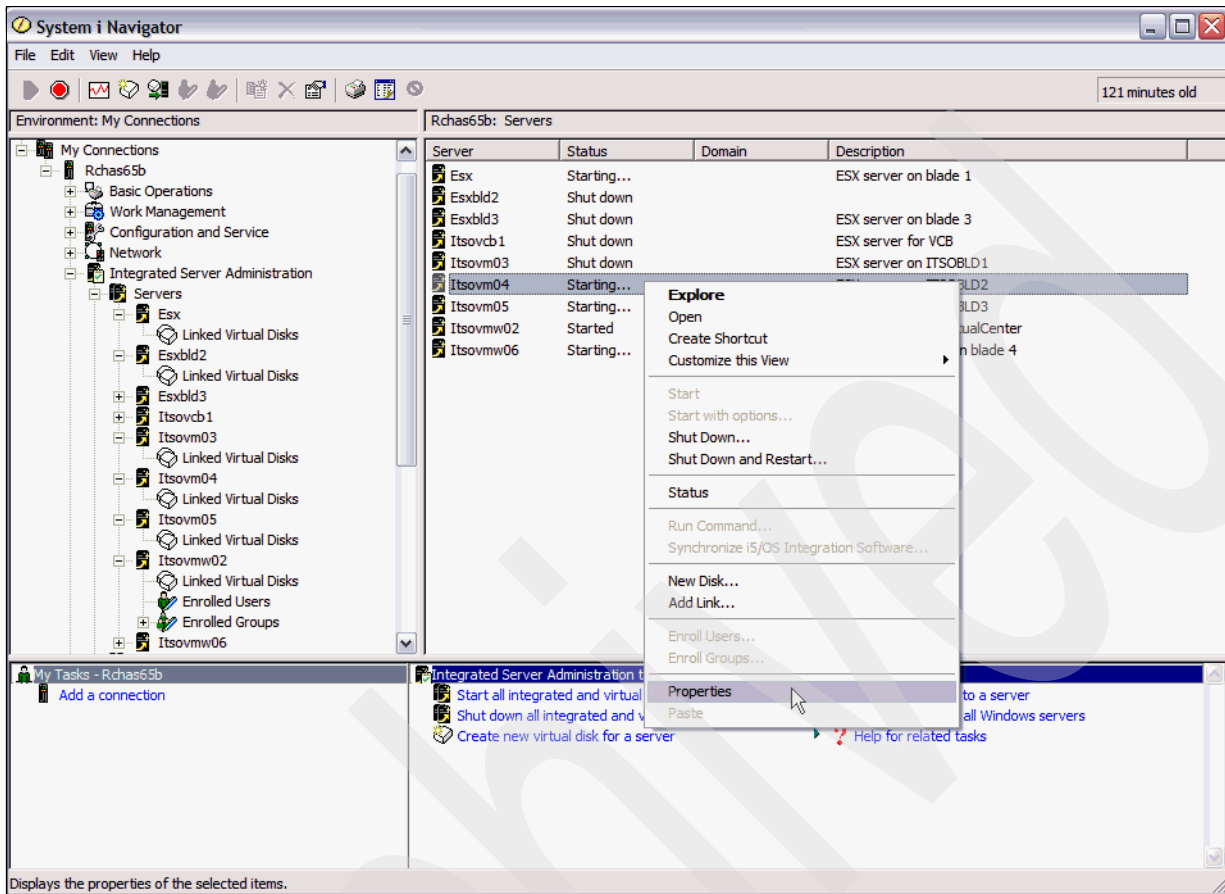 System i Navigator
File Edit View Help
121 minutes old
Environment: My Connections
Rchas65b: Servers
My Connections
Rchas65b
Basic Operations
Work Management
Configuration and Service
Network
Integrated Server Administration
Servers
Esx
Linked Virtual Disks
Esxbld2
Linked Virtual Disks
Esxbld3
Itsovcb1
Itsovm03
Linked Virtual Disks
Itsovm04
Linked Virtual Disks
Itsovm05
Linked Virtual Disks
Itsovmw02
Linked Virtual Disks
Enrolled Users
Enrolled Groups
Itsovmw06
Server Status Domain Description
Esx Starting... ESX server on blade 1
Esxbld2 Shut down
Esxbld3 Shut down ESX server on blade 3
Itsovcb1 Shut down ESX server for VCB
Itsovm03 Shut down ESX server on ITSOBLD1
Itsovm04 Starting... BLD2
Itsovm05 Starting... BLD3
Itsovmw02 Started tualCenter
Itsovmw06 Starting... n blade 4
Explore
Open
Create Shortcut
Customize this View
Start
Start with options...
Shut Down...
Shut Down and Restart...
Status
Run Command...
Synchronize i5/OS Integration Software...
New Disk...
Add Link...
Enroll Users...
Enroll Groups...
Properties
Paste
My Tasks - Rchas65b
Add a connection
Integrated Server Administration t
Start all integrated and virtual to a server
Shut down all integrated and v all Windows servers
Create new virtual disk for a server Help for related tasks
Displays the properties of the selected items.